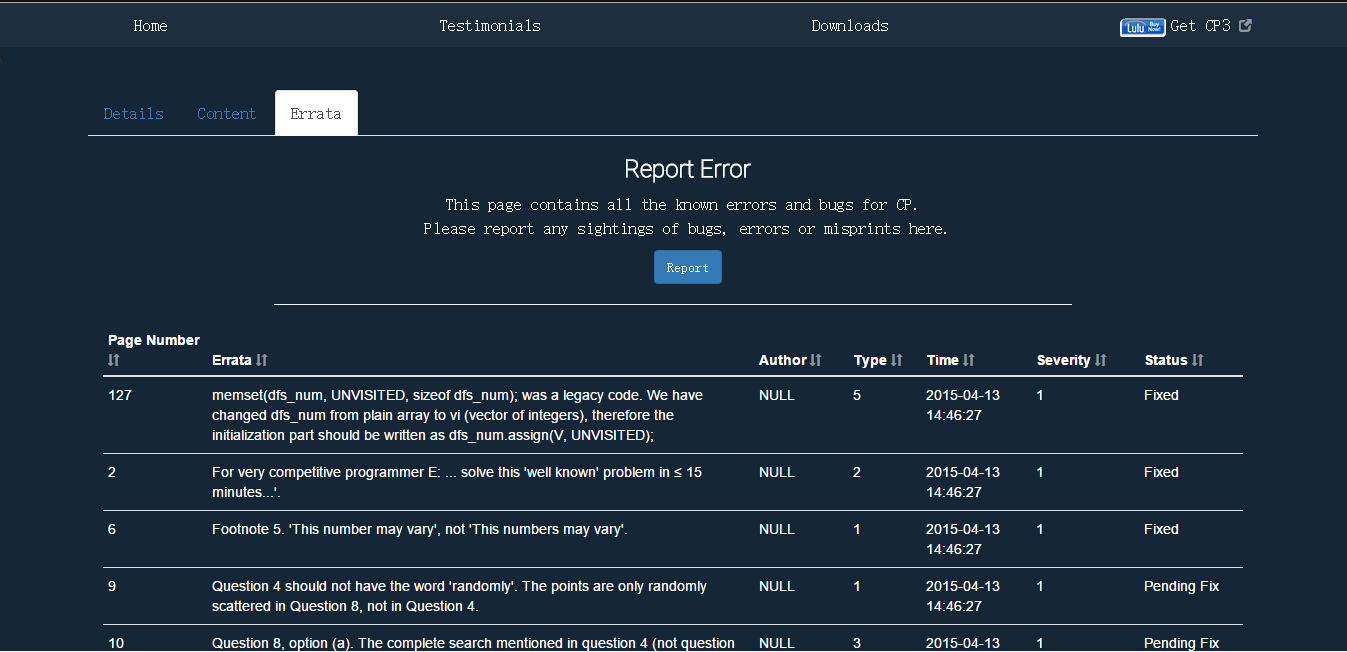 Home Testimonials Downloads Lulu Buy Now! Get CP3
Details Content Errata
Report Error
This page contains all the known errors and bugs for CP.
Please report any sightings of bugs, errors or misprints here.
Report
Page Number
Errata Author Type Time Severity Status
127 memset(dfs_num, UNVISITED, sizeof dfs_num); was a legacy code. We have NULL 5 2015-04-13 1 Fixed
changed dfs_num from plain array to vi (vector of integers), therefore the 14:46:27
initialization part should be written as dfs_num.assign(V, UNVISITED);
2 For very competitive programmer E: ... solve this 'well known' problem in ≤ 15 NULL 2 2015-04-13 1 Fixed
minutes...'. 14:46:27
6 Footnote 5. 'This number may vary', not 'This numbers may vary'. NULL 1 2015-04-13 1 Fixed
14:46:27
9 Question 4 should not have the word 'randomly'. The points are only randomly NULL 1 2015-04-13 1 Pending Fix
scattered in Question 8, not in Question 4. 14:46:27
10 Question 8, option (a). The complete search mentioned in question 4 (not question NULL 3 2015-04-13 1 Pending Fix